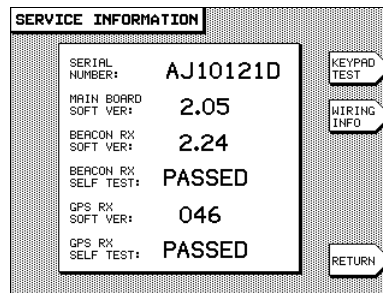 SERVICE INFORMATION
SERIAL
NUMBER: AJ10121D
MAIN BOARD
SOFT VER: 2.05
BEACON RX
SOFT VER: 2.24
BEACON RX
SELF TEST: PASSED
GPS RX
SOFT VER: 046
GPS RX
SELF TEST: PASSED
KEYPAD
TEST
WIRING
INFO
RETURN